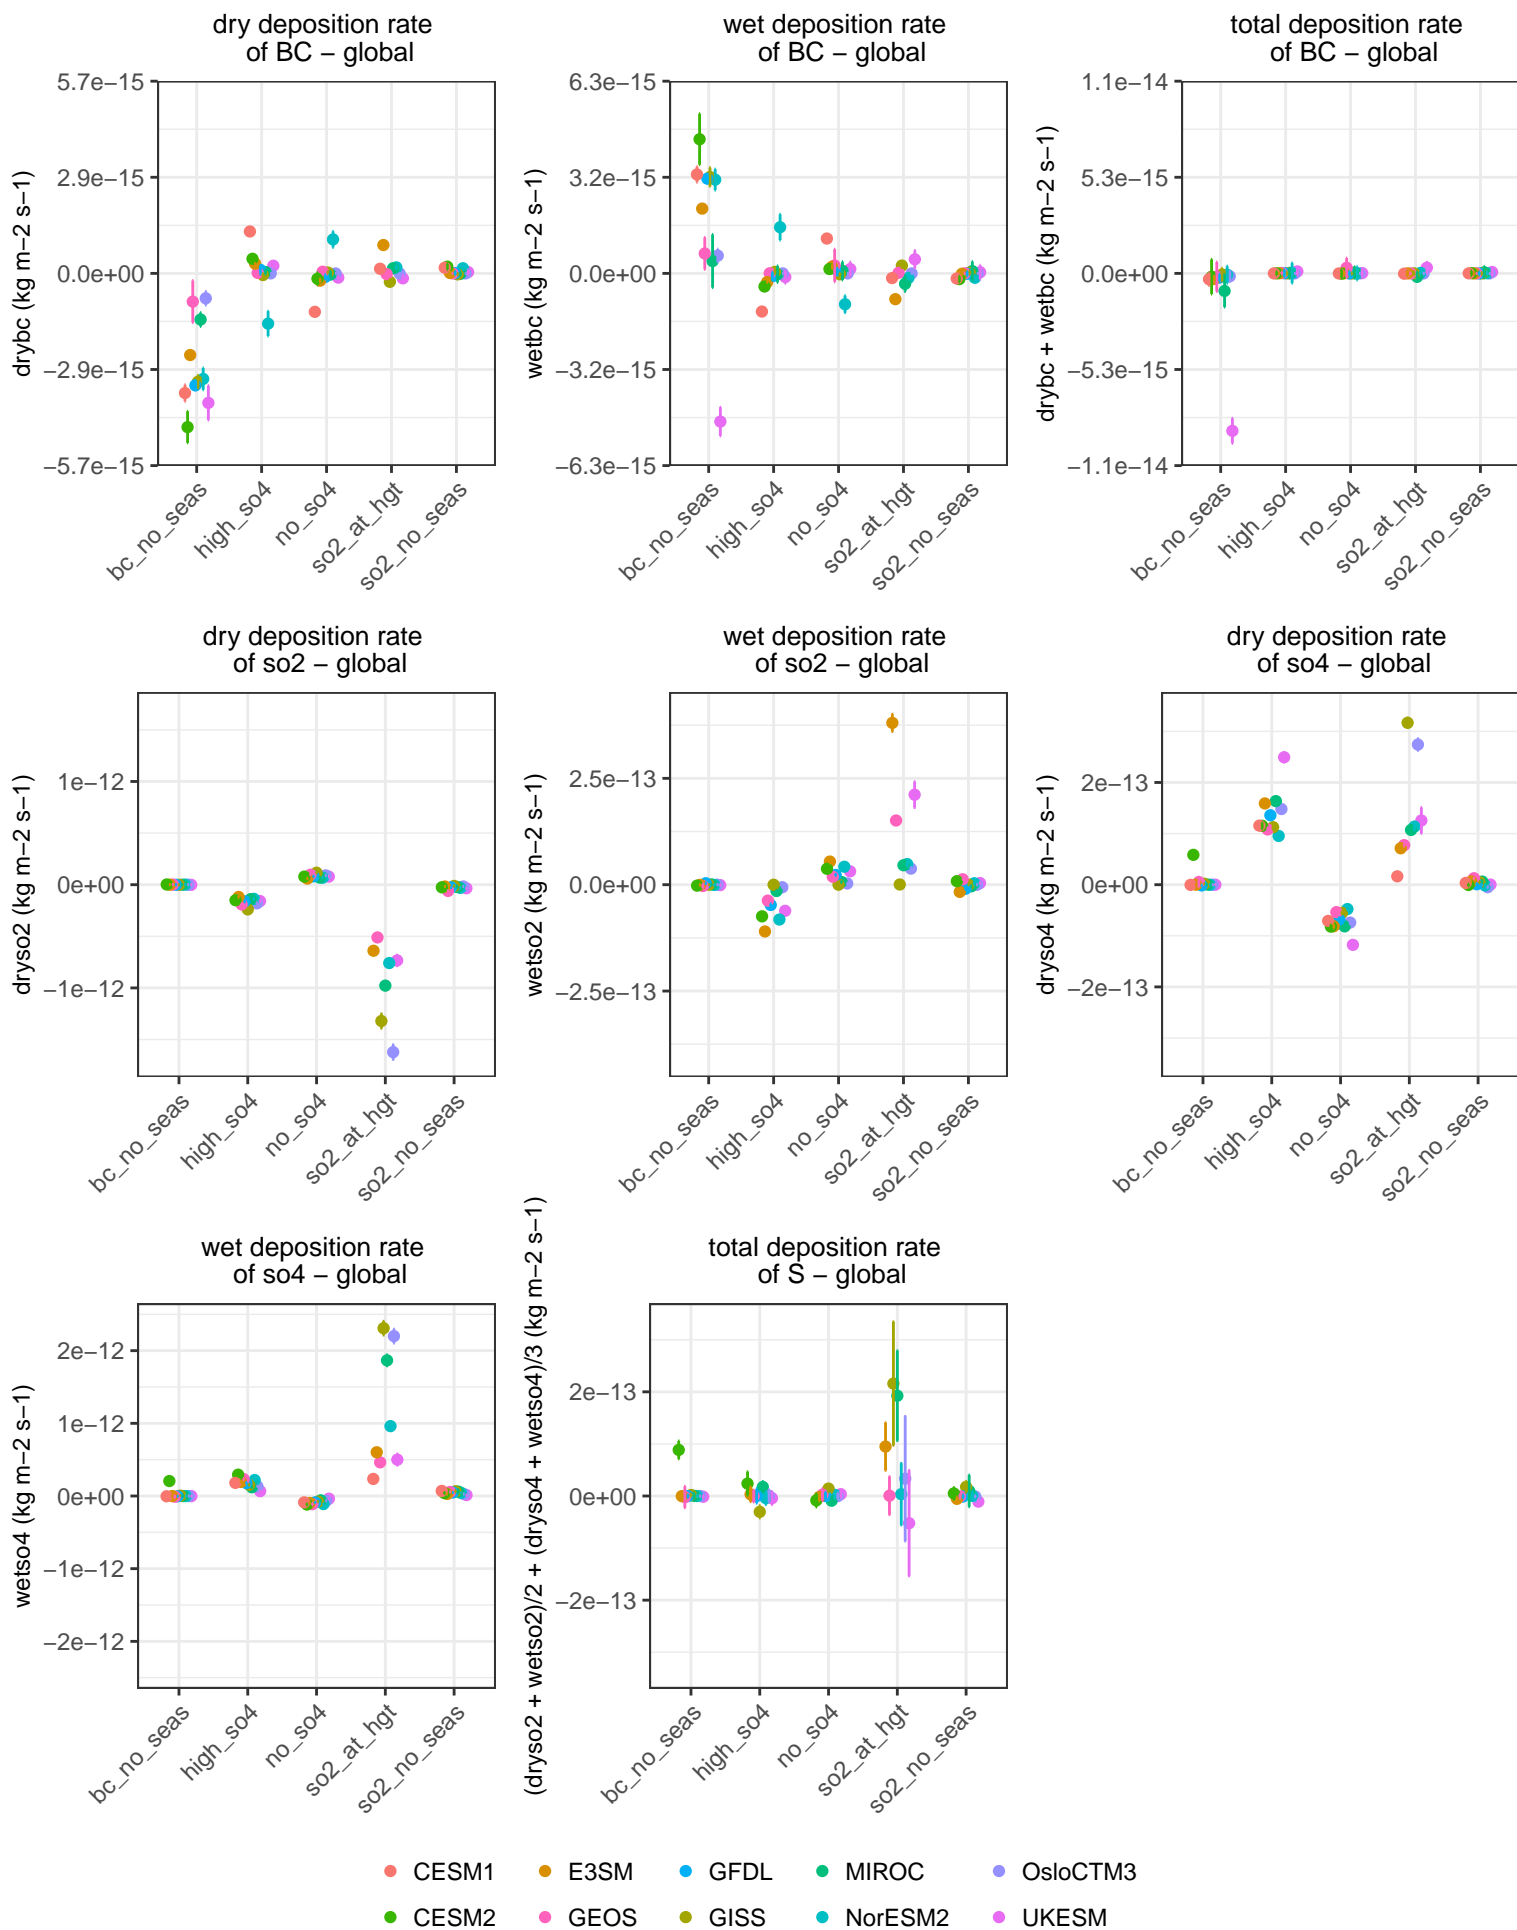 dry deposition rate
of BC – global
drybc (kg m−2 s−1)
5.7e−15
2.9e−15
0.0e+00
−2.9e−15
−5.7e−15
bc_no_seas
high_so4
no_so4
so2_at_hgt
so2_no_seas
wet deposition rate
of BC – global
wetbc (kg m−2 s−1)
6.3e−15
3.2e−15
0.0e+00
−3.2e−15
−6.3e−15
bc_no_seas
high_so4
no_so4
so2_at_hgt
so2_no_seas
total deposition rate
of BC – global
drybc + wetbc (kg m−2 s−1)
1.1e−14
5.3e−15
0.0e+00
−5.3e−15
−1.1e−14
bc_no_seas
high_so4
no_so4
so2_at_hgt
so2_no_seas
dry deposition rate
of so2 – global
dryso2 (kg m−2 s−1)
1e−12
0e+00
−1e−12
bc_no_seas
high_so4
no_so4
so2_at_hgt
so2_no_seas
wet deposition rate
of so2 – global
wetso2 (kg m−2 s−1)
2.5e−13
0.0e+00
−2.5e−13
bc_no_seas
high_so4
no_so4
so2_at_hgt
so2_no_seas
dry deposition rate
of so4 – global
dryso4 (kg m−2 s−1)
2e−13
0e+00
−2e−13
bc_no_seas
high_so4
no_so4
so2_at_hgt
so2_no_seas
wet deposition rate
of so4 – global
wetso4 (kg m−2 s−1)
2e−12
1e−12
0e+00
−1e−12
−2e−12
bc_no_seas
high_so4
no_so4
so2_at_hgt
so2_no_seas
total deposition rate
of S – global
(dryso2 + wetso2)/2 + (dryso4 + wetso4)/3 (kg m−2 s−1)
2e−13
0e+00
−2e−13
bc_no_seas
high_so4
no_so4
so2_at_hgt
so2_no_seas
CESM1 E3SM GFDL MIROC OsloCTM3
CESM2 GEOS GISS NorESM2 UKESM